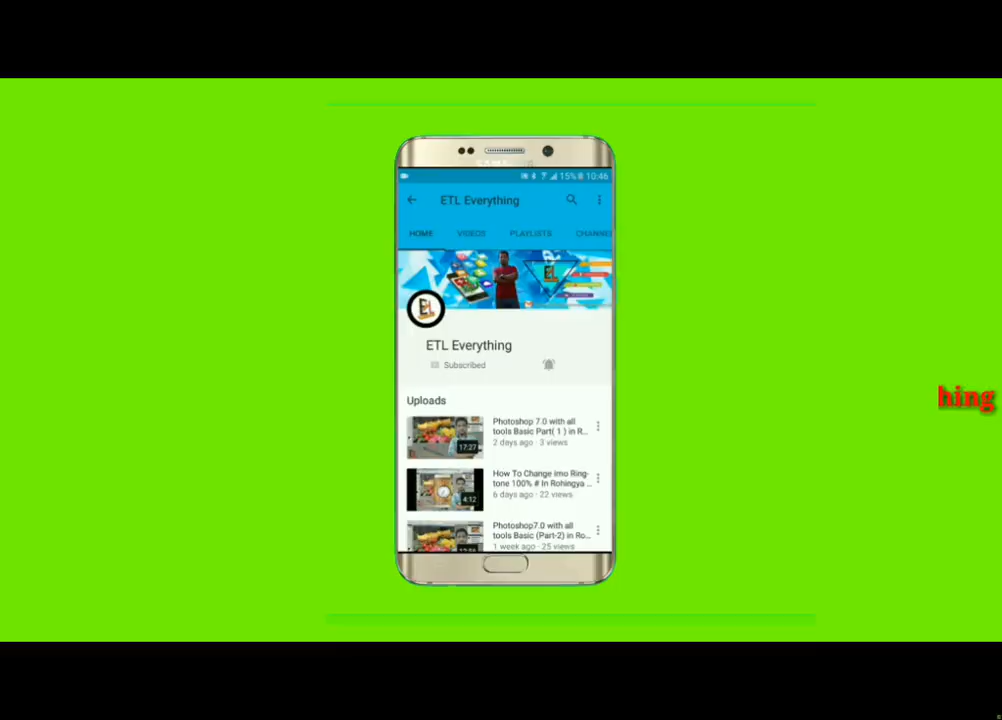 15% 10:46
ETL Everything
HOME VIDEOS PLAYLISTS CHANNE
EL
EL
ETL Everything
Subscribed
hing
Uploads
Photoshop 7.0 with all
tools Basic Part( 1 ) in R...
2 days ago · 3 views
17:27
How To Change imo Ring-
tone 100% # In Rohingya ...
6 days ago · 22 views
4:12
Photoshop7.0 with all
tools Basic (Part-2) in Ro...
1 week ago · 25 views